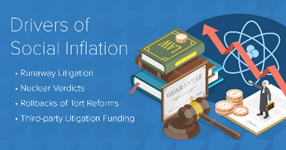 Drivers of
Social Inflation
• Runaway Litigation
• Nuclear Verdicts
• Rollbacks of Tort Reforms
• Third-party Litigation Funding
LAW
GUARANTEE